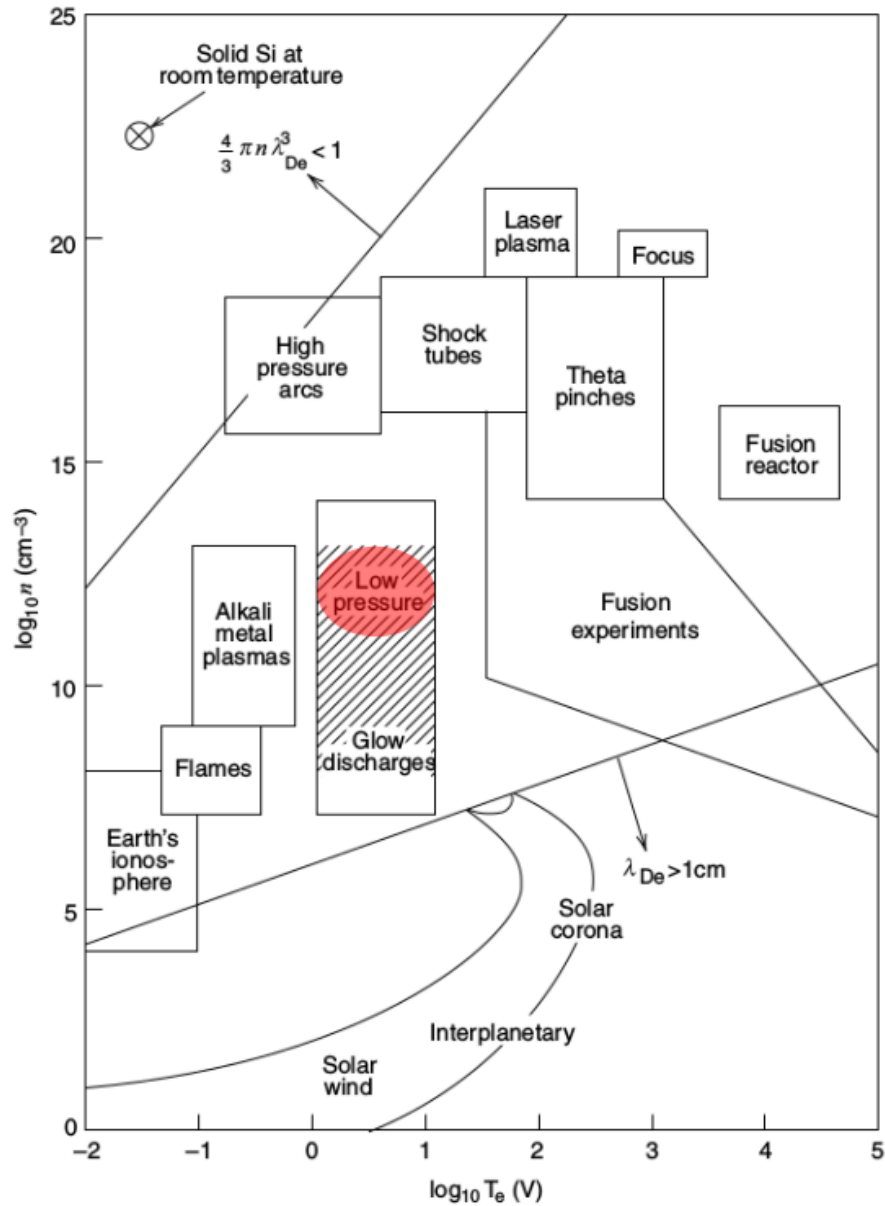 25
Solid Si at
room temperature
4/3 π n λ³De < 1
20
Laser
plasma
Focus
High
pressure
arcs
Shock
tubes
Theta
pinches
Fusion
reactor
15
log₁₀ n (cm⁻³)
Low
pressure
Alkali
metal
plasmas
Fusion
experiments
10
Glow
discharges
Flames
Earth's
ionos-
phere
λDe > 1cm
5
Solar
corona
Interplanetary
Solar
wind
0
−2 −1 0 1 2 3 4 5
log₁₀ Te (V)